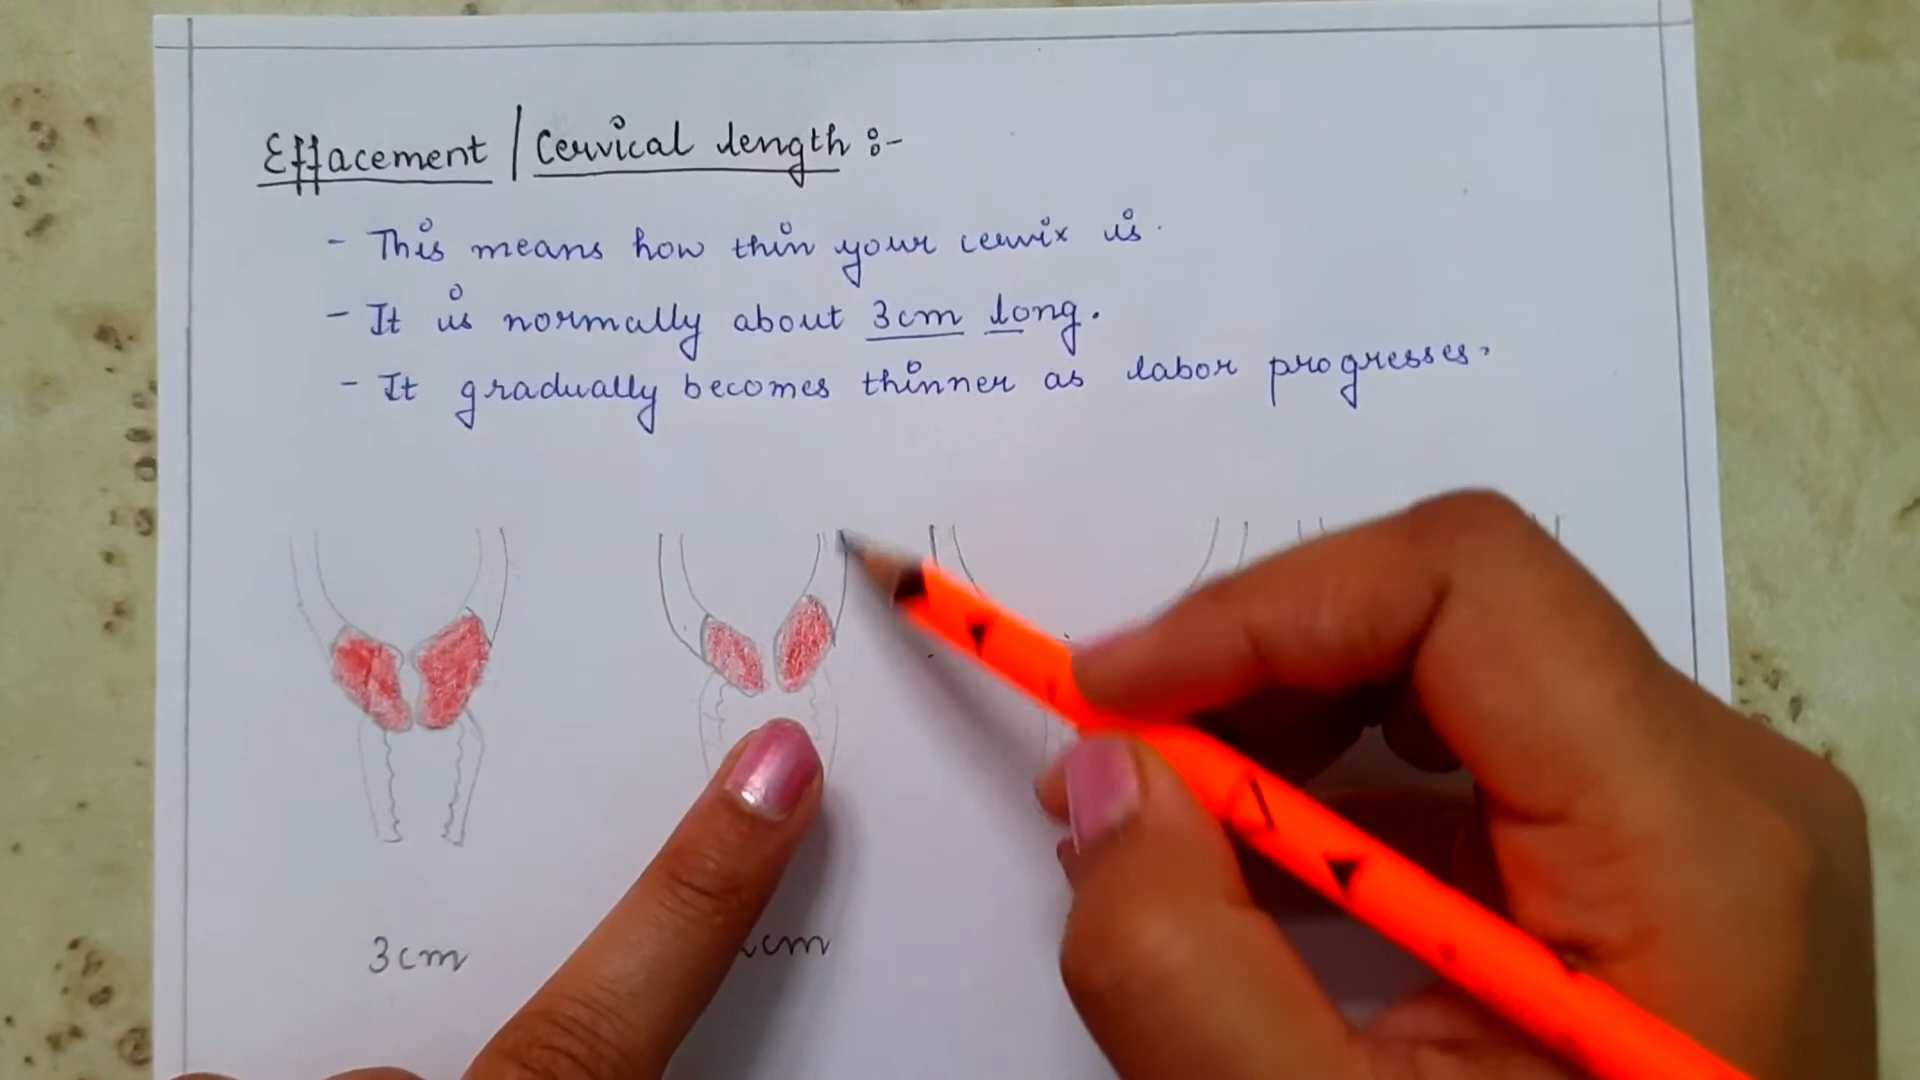 Effacement / Cervical length :-
- This means how thin your cervix is.
- It is normally about 3cm long.
- It gradually becomes thinner as labor progresses.
3cm
cm